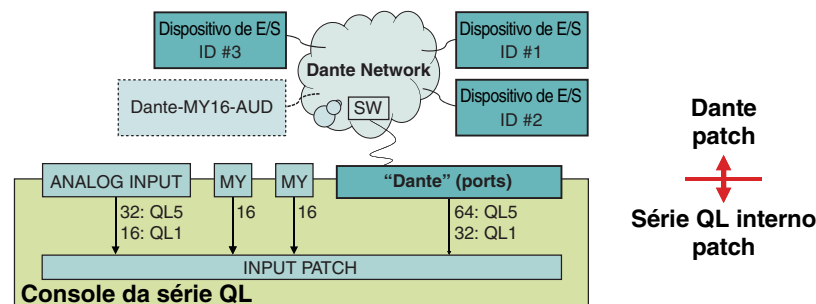 Dispositivo de E/S
ID #3
Dante Network
Dispositivo de E/S
ID #1
Dante-MY16-AUD
SW
Dispositivo de E/S
ID #2
Dante
patch
Série QL interno
patch
ANALOG INPUT
MY
MY
“Dante” (ports)
32: QL5
16: QL1
16
16
64: QL5
32: QL1
INPUT PATCH
Console da série QL